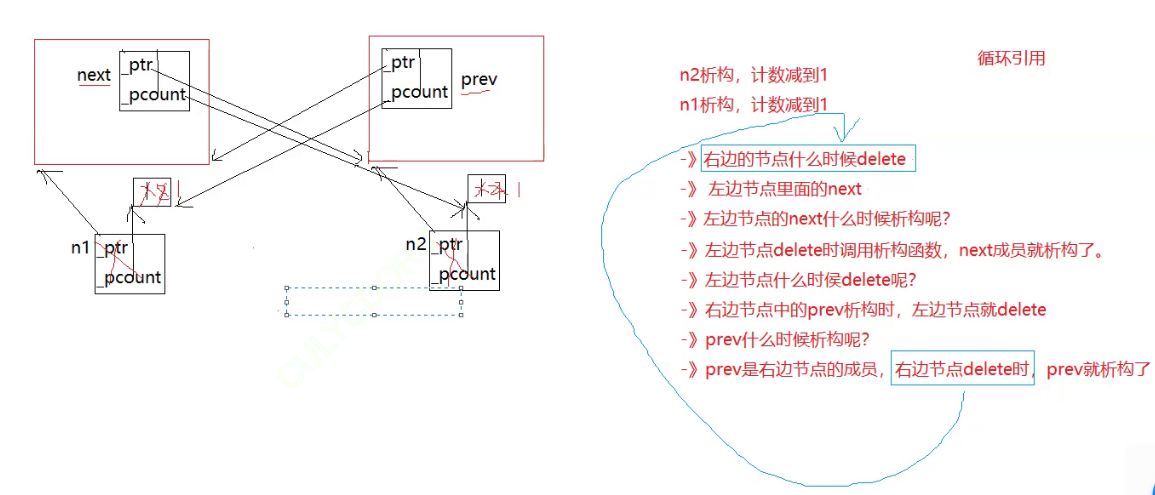 next
_ptr
_pcount
_ptr
_pcount
prev
1
1
n1
_ptr
_pcount
n2
_ptr
_pcount
循环引用
n2析构，计数减到1
n1析构，计数减到1
-》右边的节点什么时候delete
-》 左边节点里面的next
-》左边节点的next什么时候析构呢？
-》左边节点delete时调用析构函数，next成员就析构了。
-》左边节点什么时候delete呢？
-》右边节点中的prev析构时，左边节点就delete
-》prev什么时候析构呢？
-》prev是右边节点的成员，右边节点delete时，prev就析构了